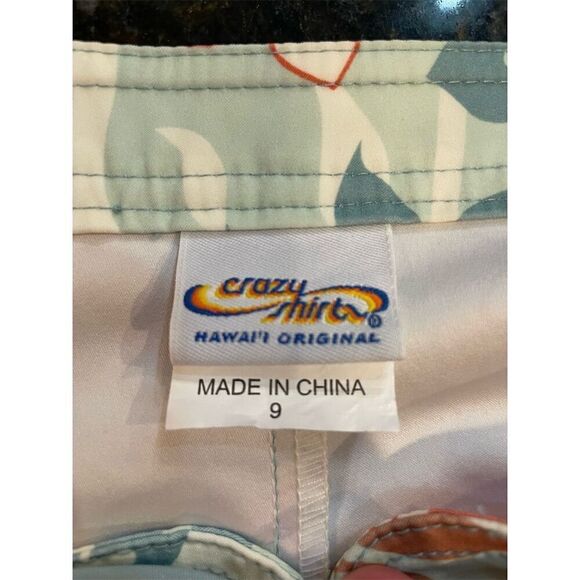 crazy
shirts®
HAWAI'I ORIGINAL
MADE IN CHINA
9